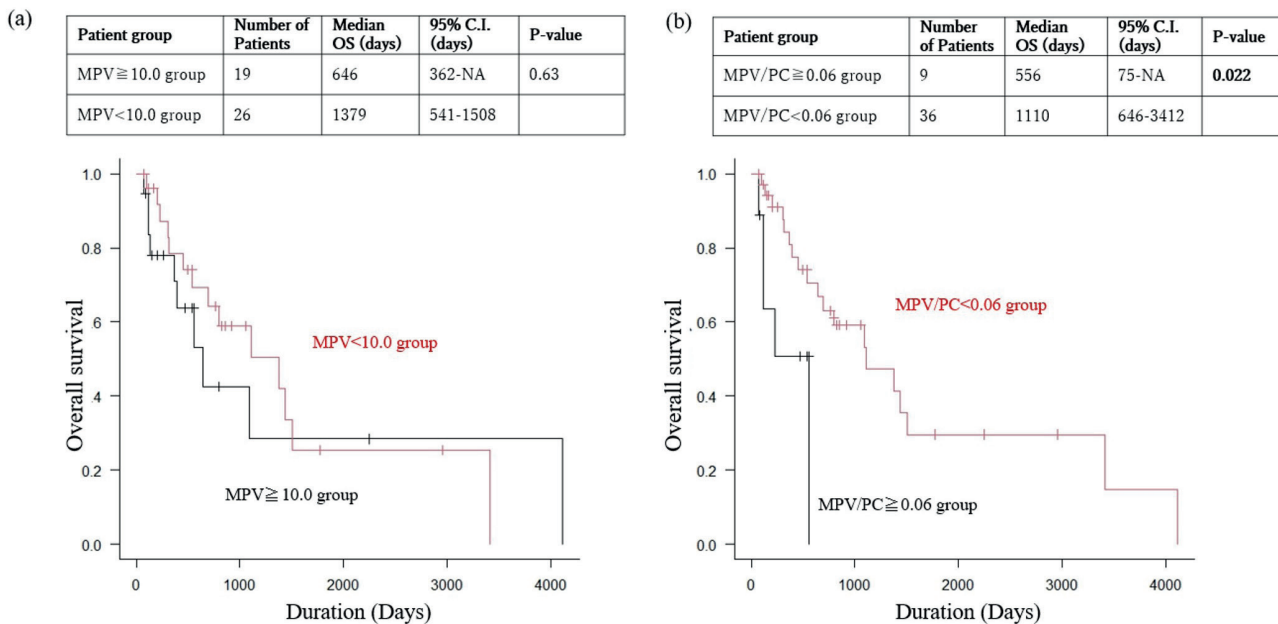 (a)
Patient group Number of Patients Median OS (days) 95% C.I. (days) P-value
MPV≧10.0 group 19 646 362-NA 0.63
MPV<10.0 group 26 1379 541-1508
1.0
0.8
6
4
0.2
0.0
Overall survival
MPV<10.0 group
MPV≧10.0 group
0 1000 2000 3000 4000
Duration (Days)
(b)
Patient group Number of Patients Median OS (days) 95% C.I. (days) P-value
MPV/PC≧0.06 group 9 556 75-NA 0.022
MPV/PC<0.06 group 36 1110 646-3412
1.0
0.8
6
0.4
0.2
0.0
Overall survival
MPV/PC<0.06 group
MPV/PC≧0.06 group
0 1000 2000 3000 4000
Duration (Days)